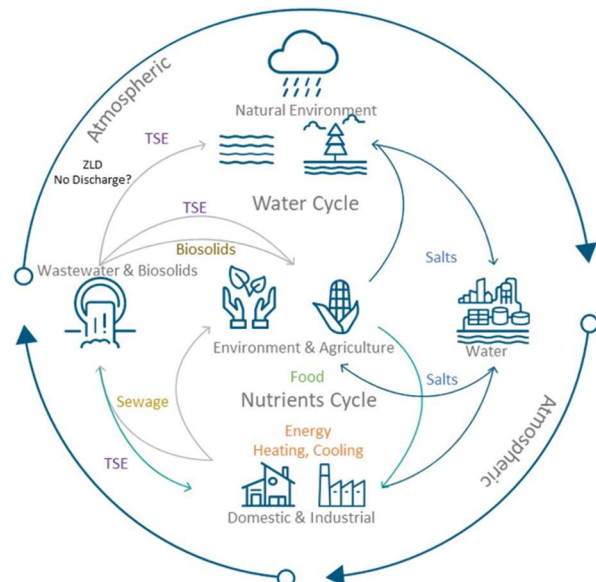 Atmospheric
Natural Environment
TSE
ZLD
No Discharge?
TSE
Water Cycle
Biosolids
Wastewater & Biosolids
Salts
Environment & Agriculture
Water
Food
Salts
Sewage
Nutrients Cycle
Energy
Heating, Cooling
TSE
Domestic & Industrial
Atmospheric